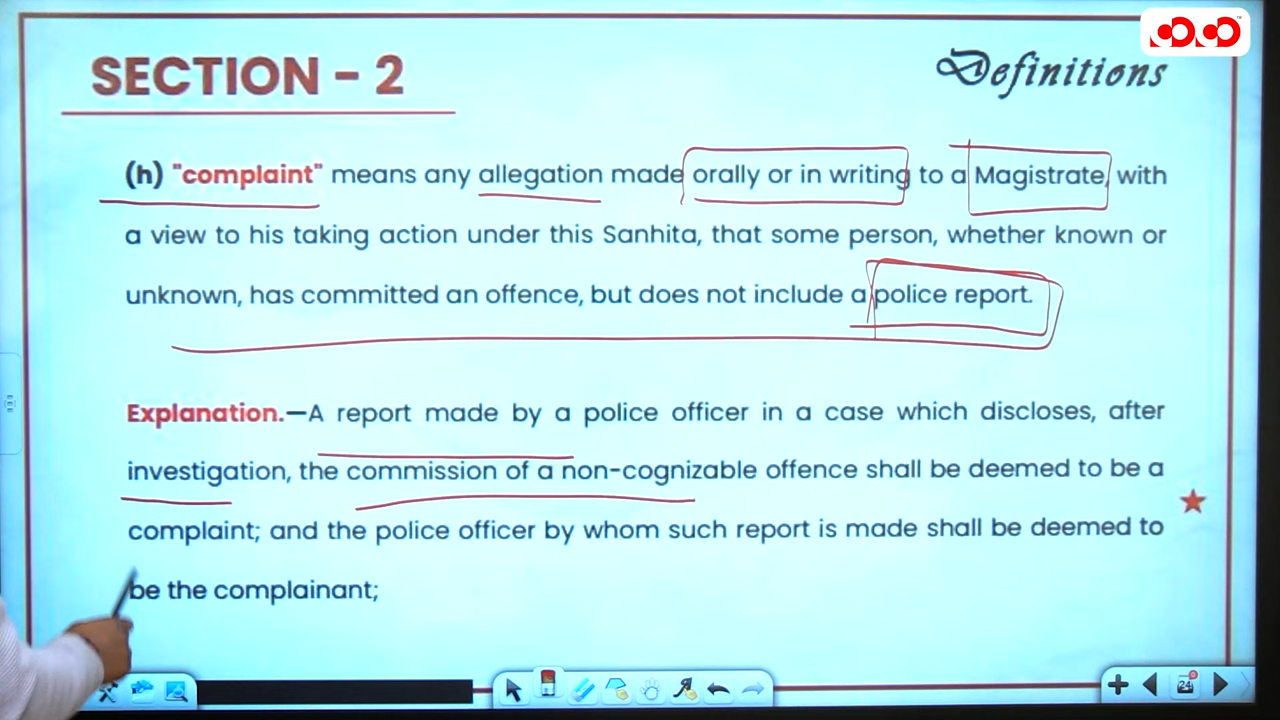 SECTION - 2
Definitions
(h) "complaint" means any allegation made orally or in writing to a Magistrate, with
a view to his taking action under this Sanhita, that some person, whether known or
unknown, has committed an offence, but does not include a police report.
Explanation.—A report made by a police officer in a case which discloses, after
investigation, the commission of a non-cognizable offence shall be deemed to be a
complaint; and the police officer by whom such report is made shall be deemed to
be the complainant;
24